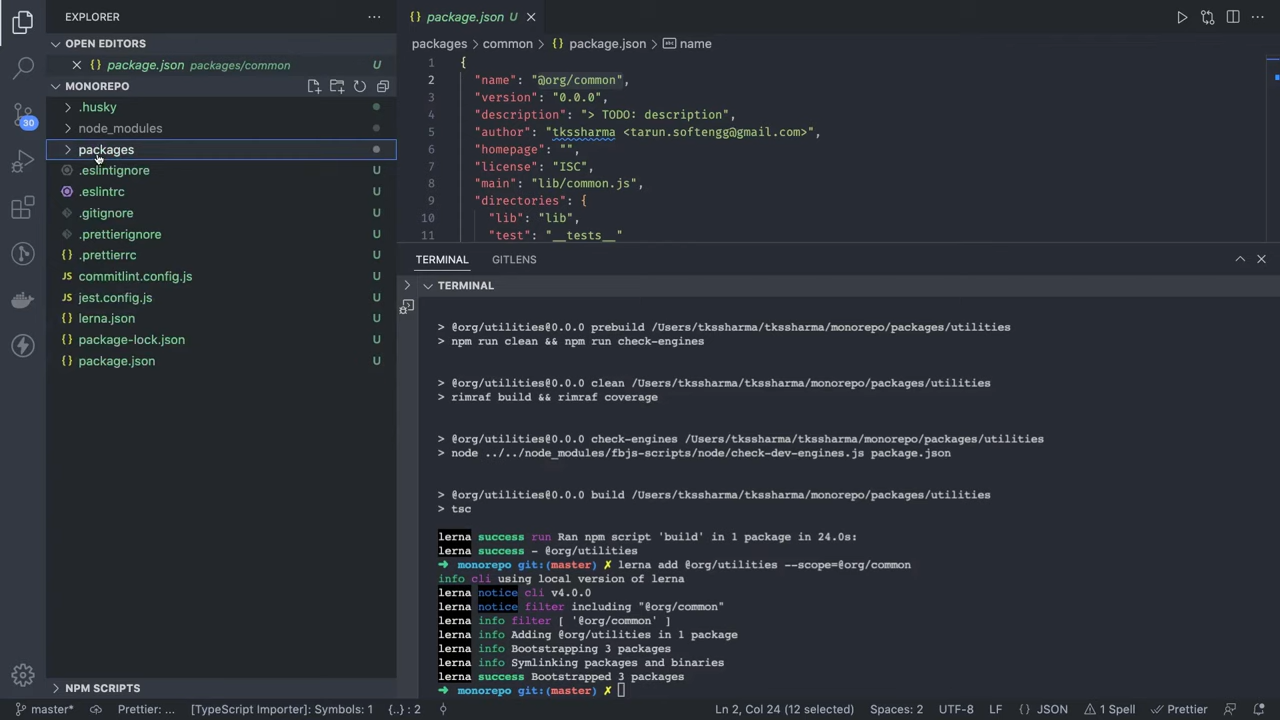 EXPLORER
OPEN EDITORS
package.json packages/common U
MONOREPO
.husky
node_modules
packages
.eslintignore U
.eslintrc U
.gitignore U
.prettierignore U
.prettierrc U
JS commitlint.config.js U
JS jest.config.js U
{} lerna.json U
{} package-lock.json U
{} package.json U
NPM SCRIPTS
30
{} package.json U
packages > common > {} package.json > name
1 {
2 "name": "@org/common",
3 "version": "0.0.0",
4 "description": "> TODO: description",
5 "author": "tkssharma <tarun.softengg@gmail.com>",
6 "homepage": "",
7 "license": "ISC",
8 "main": "lib/common.js",
9 "directories": {
10 "lib": "lib",
11 "test": "__tests__"
TERMINAL GITLENS
TERMINAL
> @org/utilities@0.0.0 prebuild /Users/tkssharma/tkssharma/monorepo/packages/utilities
> npm run clean && npm run check-engines
> @org/utilities@0.0.0 clean /Users/tkssharma/tkssharma/monorepo/packages/utilities
> rimraf build && rimraf coverage
> @org/utilities@0.0.0 check-engines /Users/tkssharma/tkssharma/monorepo/packages/utilities
> node ../../node_modules/fbjs-scripts/node/check-dev-engines.js package.json
> @org/utilities@0.0.0 build /Users/tkssharma/tkssharma/monorepo/packages/utilities
> tsc
lerna success run Ran npm script 'build' in 1 package in 24.0s:
lerna success - @org/utilities
➜ monorepo git:(master) ✗ lerna add @org/utilities --scope=@org/common
info cli using local version of lerna
lerna notice cli v4.0.0
lerna notice filter including "@org/common"
lerna info filter [ '@org/common' ]
lerna info Adding @org/utilities in 1 package
lerna info Bootstrapping 3 packages
lerna info Symlinking packages and binaries
lerna success Bootstrapped 3 packages
➜ monorepo git:(master) ✗
master* Prettier: ... [TypeScript Importer]: Symbols: 1 {..} : 2 Ln 2, Col 24 (12 selected) Spaces: 2 UTF-8 LF {} JSON 1 Spell Prettier